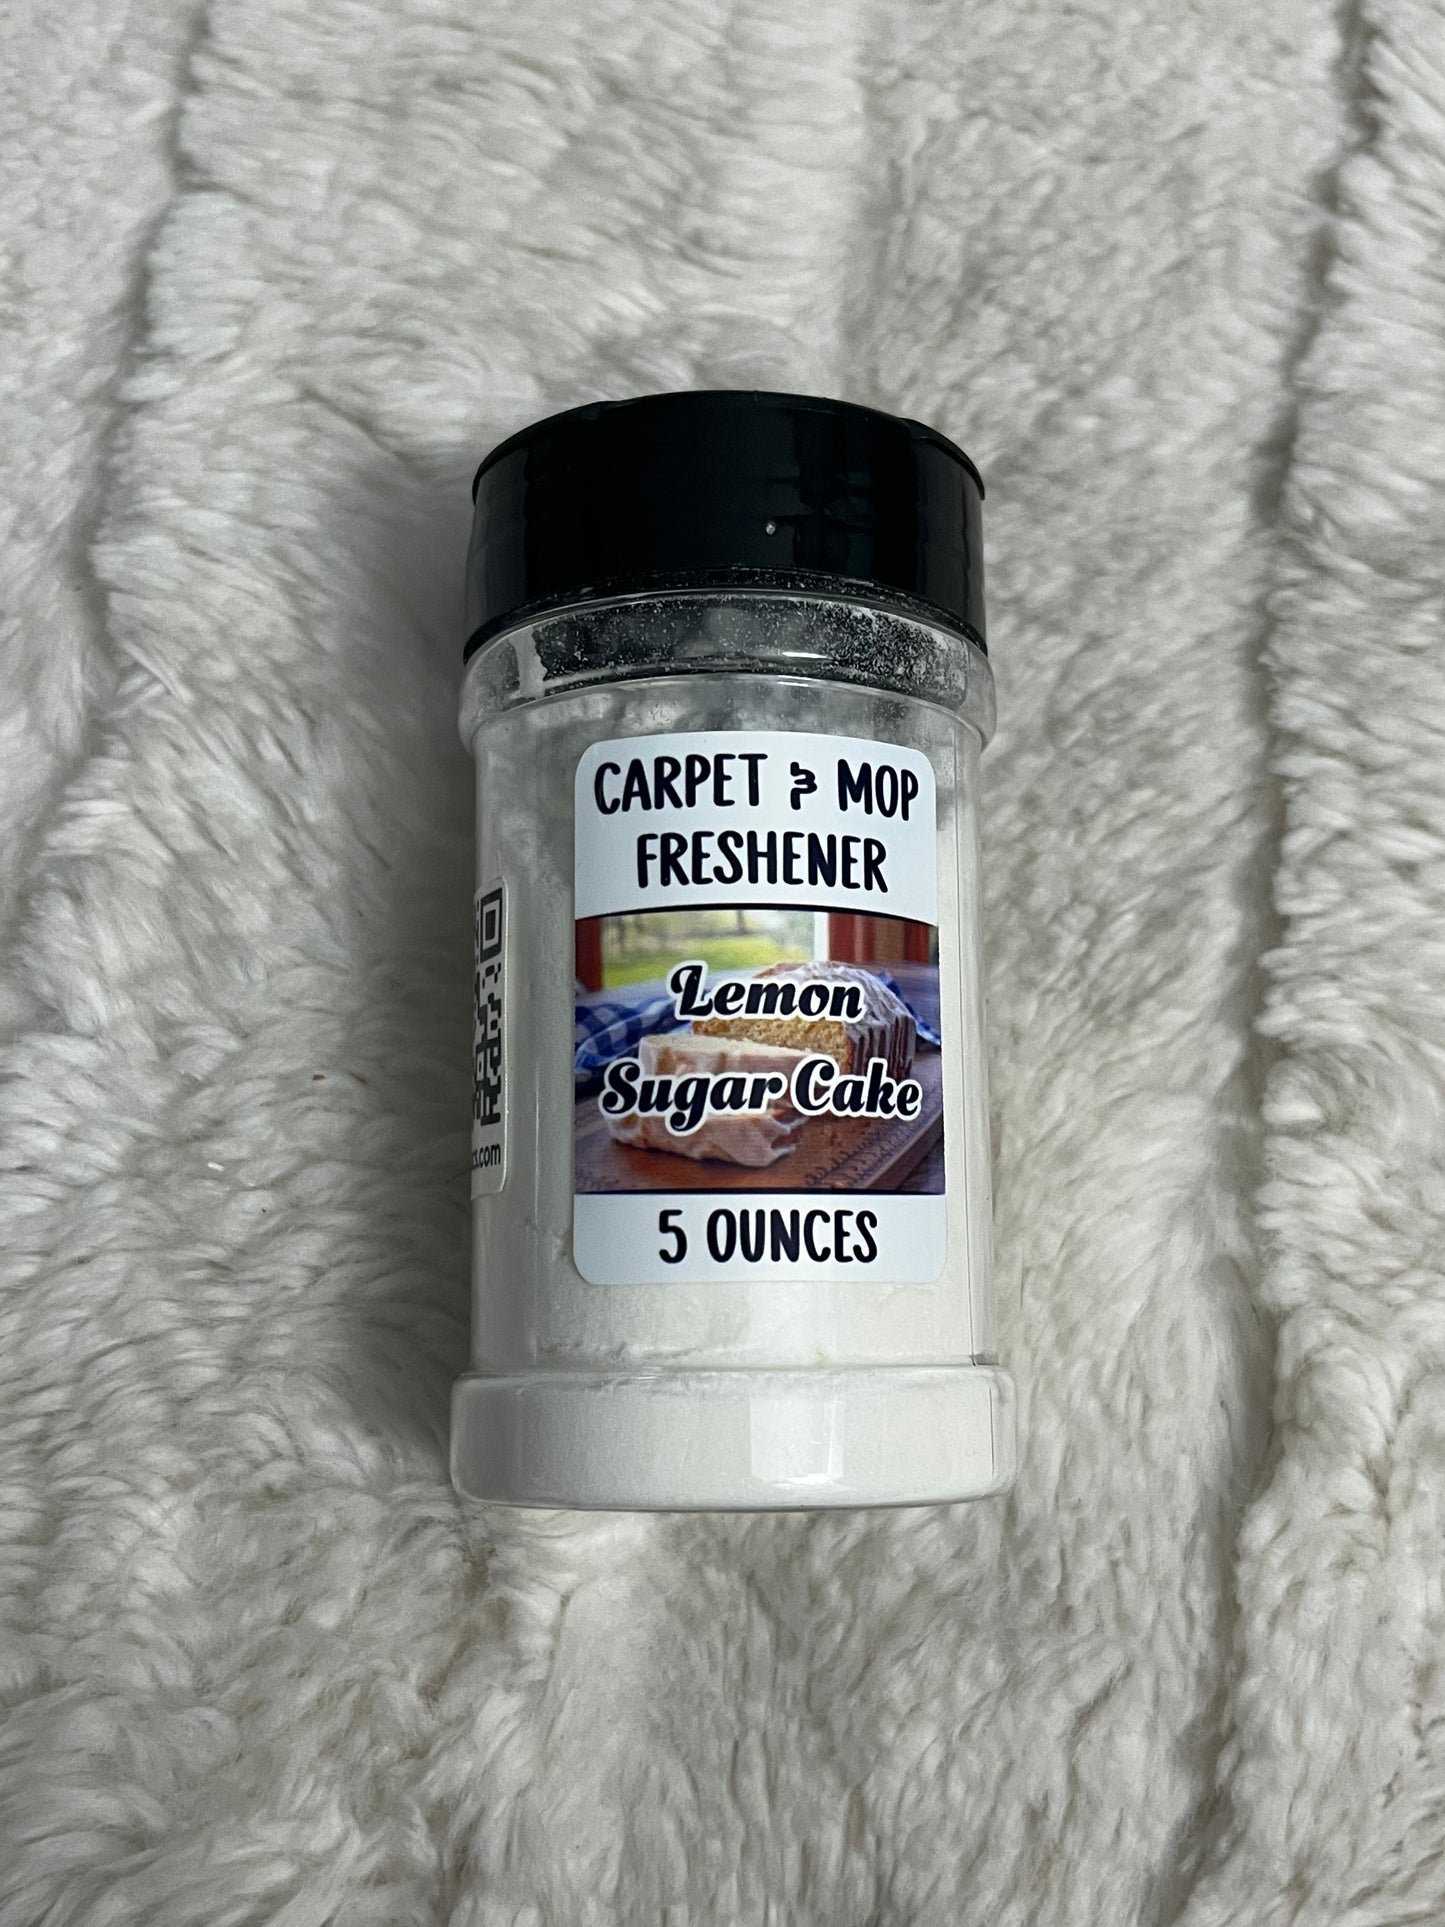 CARPET & MOP
FRESHENER
Lemon
Sugar Cake
5 OUNCES